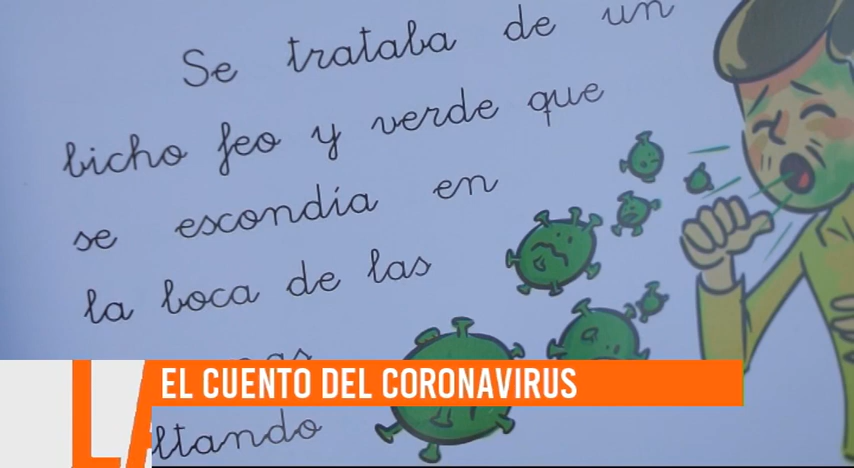 Se trataba de un
bicho feo y verde que
se escondía en
la boca de las
EL CUENTO DEL CORONAVIRUS
LA